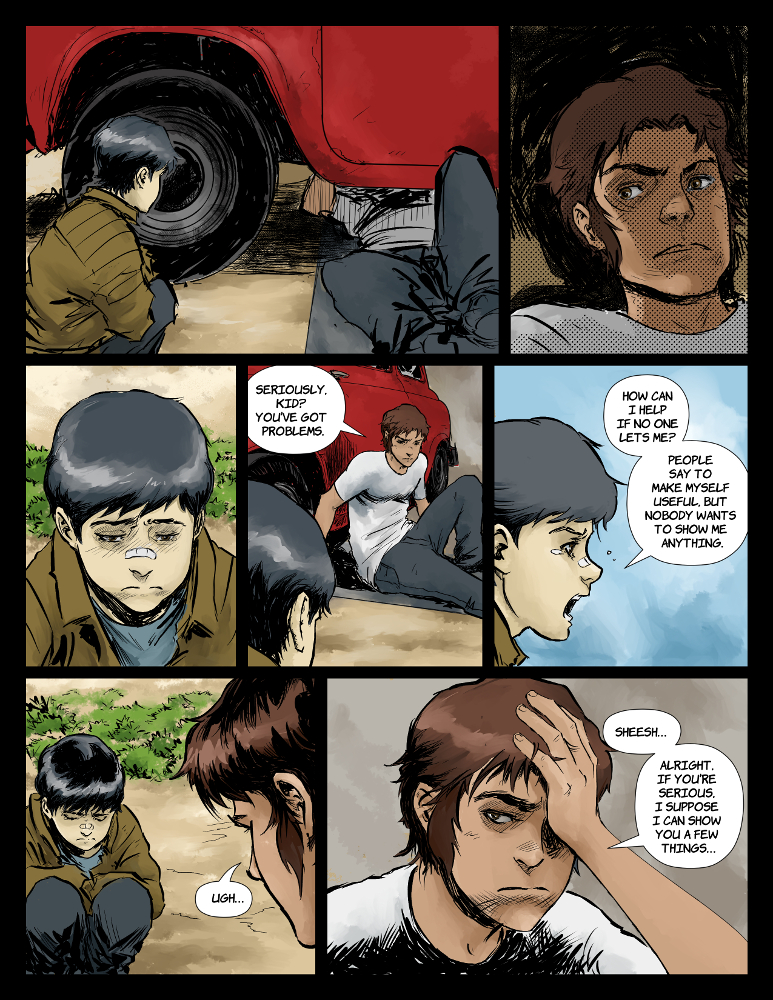 SERIOUSLY,
KID?
YOU'VE GOT
PROBLEMS.
HOW CAN
I HELP
IF NO ONE
LETS ME?
PEOPLE
SAY TO
MAKE MYSELF
USEFUL, BUT
NOBODY WANTS
TO SHOW ME
ANYTHING.
UGH...
SHEESH...
ALRIGHT.
IF YOU'RE
SERIOUS,
I SUPPOSE
I CAN SHOW
YOU A FEW
THINGS...